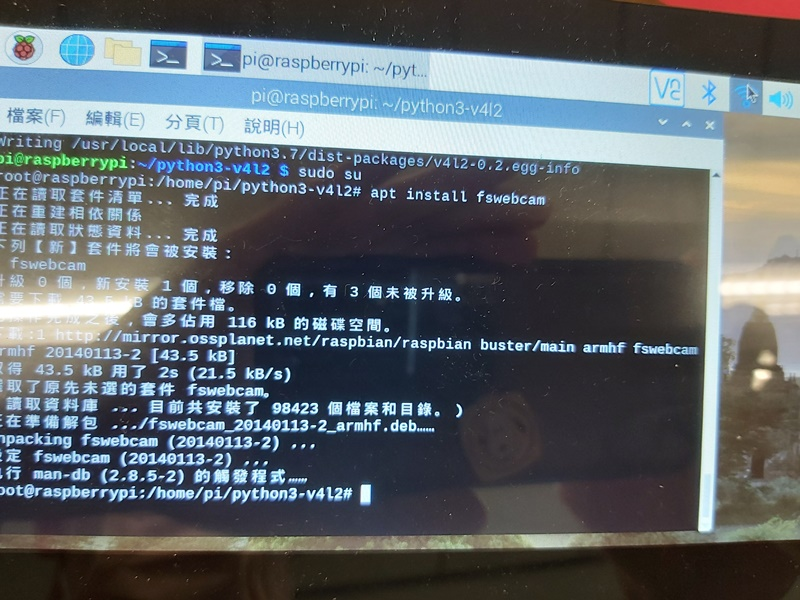 pi@raspberrypi: ~/pyt...
V2
pi@raspberrypi: ~/python3-v4l2
檔案(F) 編輯(E) 分頁(T) 說明(H)
Writing /usr/local/lib/python3.7/dist-packages/v4l2-0.2.egg-info
pi@raspberrypi:~/python3-v4l2 $ sudo su
root@raspberrypi:/home/pi/python3-v4l2# apt install fswebcam
正在讀取套件清單... 完成
正在重建相依關係
正在讀取狀態資料... 完成
下列【新】套件將會被安裝：
fswebcam
升級 0 個，新安裝 1 個，移除 0 個，有 3 個未被升級。
需要下載 43.5 kB 的套件檔。
完成之後，會多佔用 116 kB 的磁碟空間。
下載:1 http://mirror.ossplanet.net/raspbian/raspbian buster/main armhf fswebcam
armhf 20140113-2 [43.5 kB]
取得 43.5 kB 用了 2s (21.5 kB/s)
選取了原先未選的套件 fswebcam。
讀取資料庫 ... 目前共安裝了 98423 個檔案和目錄。)
正在準備解包 .../fswebcam_20140113-2_armhf.deb……
Unpacking fswebcam (20140113-2) ...
設定 fswebcam (20140113-2) ...
執行 man-db (2.8.5-2) 的觸發程式……
root@raspberrypi:/home/pi/python3-v4l2#